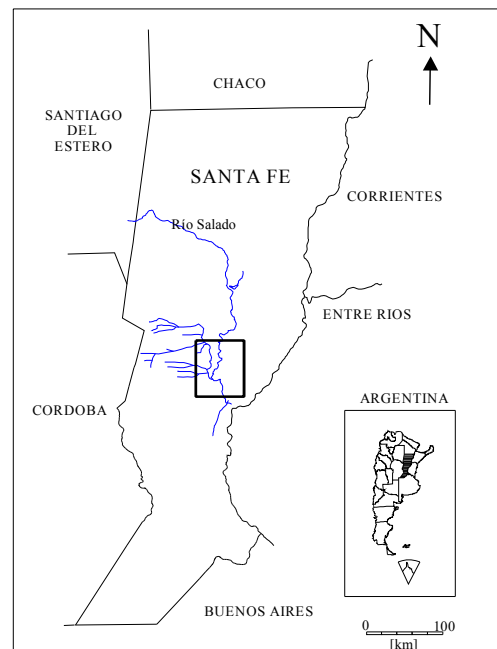 N
CHACO
SANTIAGO
DEL
ESTERO
SANTA FE
CORRIENTES
Río Salado
ENTRE RIOS
CORDOBA
ARGENTINA
BUENOS AIRES
0 100
[km]